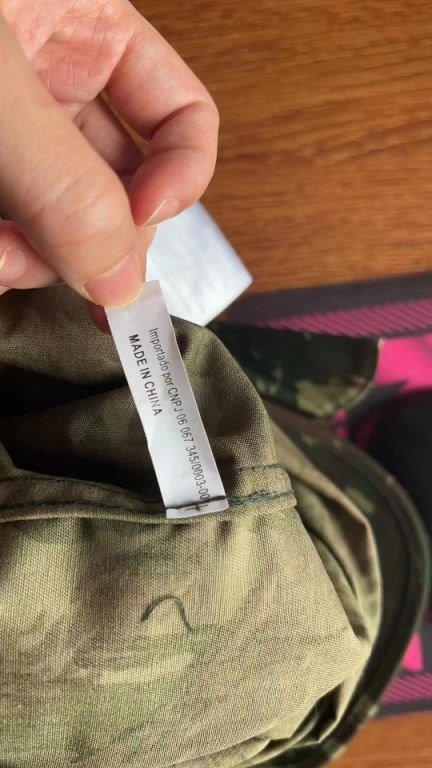 Importado por CNPJ 06 067 345/0003-00
MADE IN CHINA